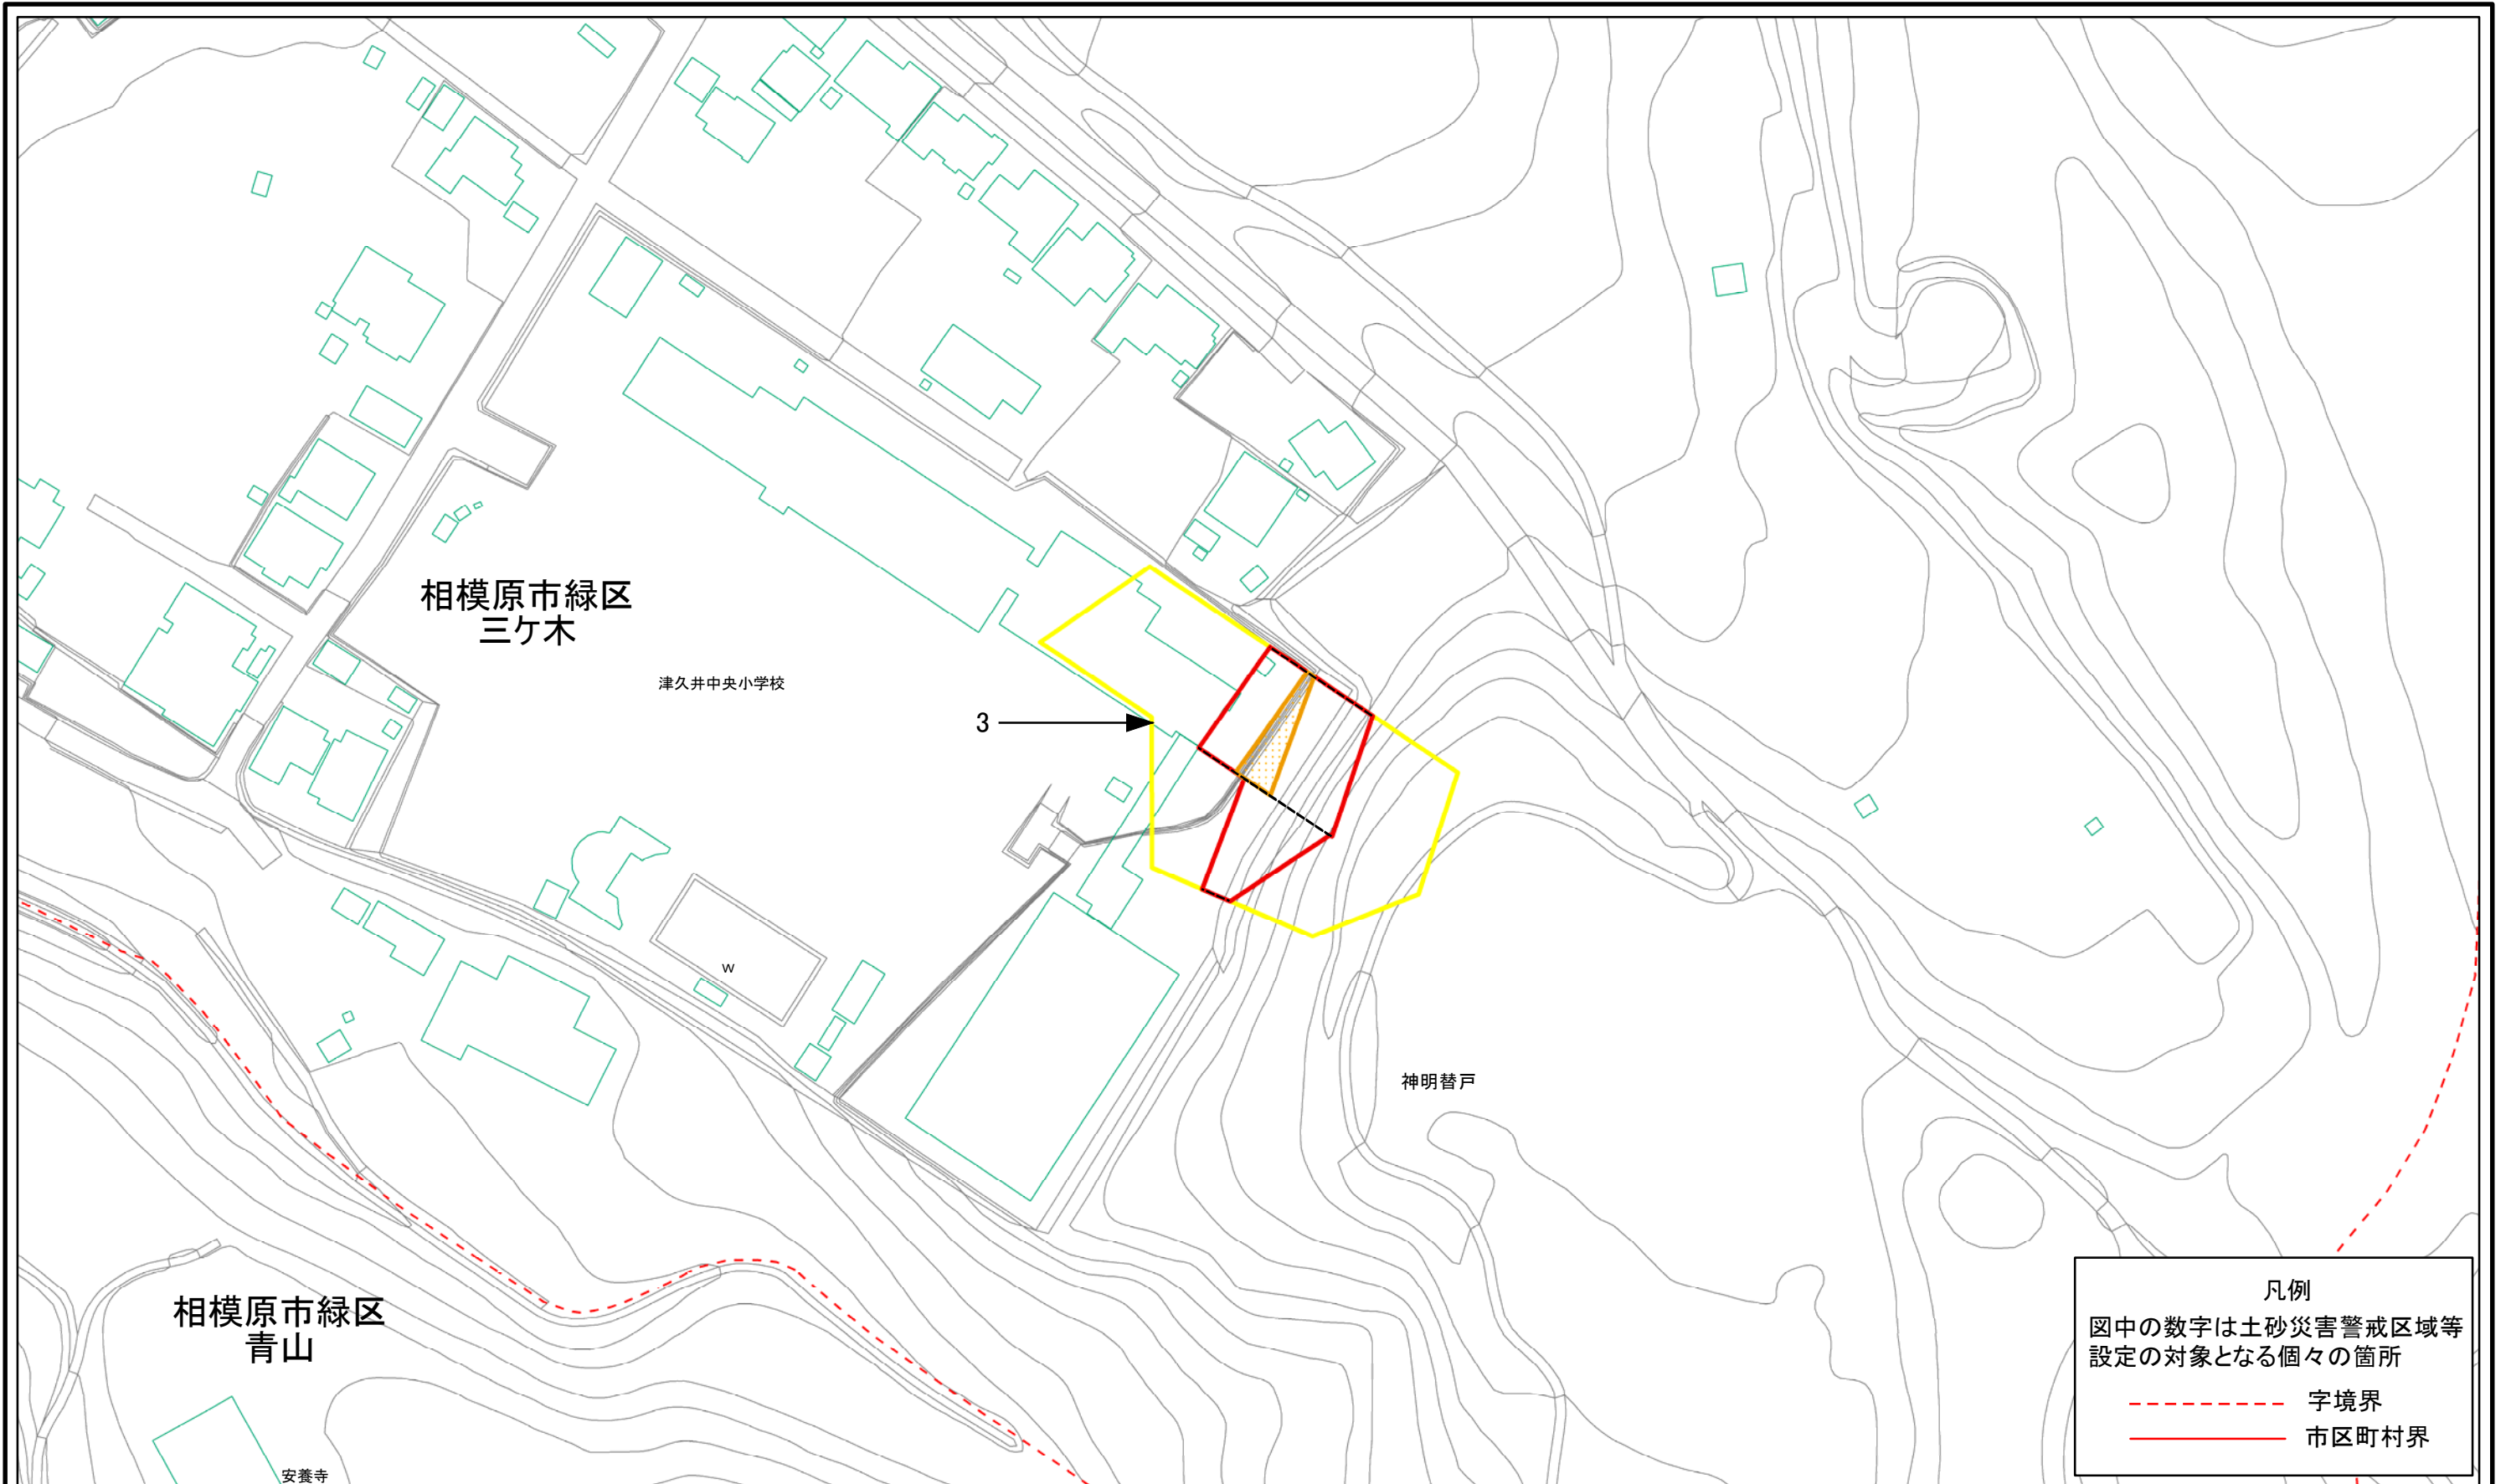 相模原市緑区
三ケ木
津久井中央小学校
3
W
神明替戸
相模原市緑区
青山
安養寺
凡例
図中の数字は土砂災害警戒区域等
設定の対象となる個々の箇所
字境界
市区町村界